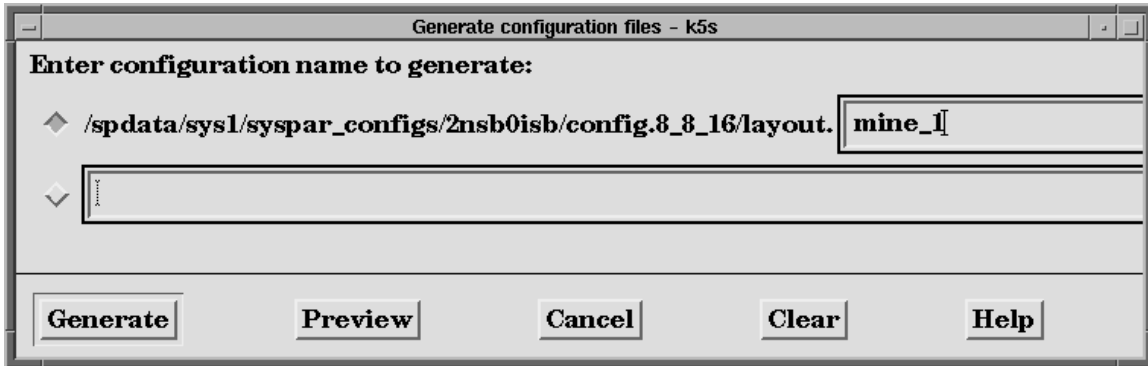 Generate configuration files - k5s
Enter configuration name to generate:
/spdata/sys1/syspar_configs/2nsb0isb/config.8_8_16/layout. mine_1
Generate Preview Cancel Clear Help